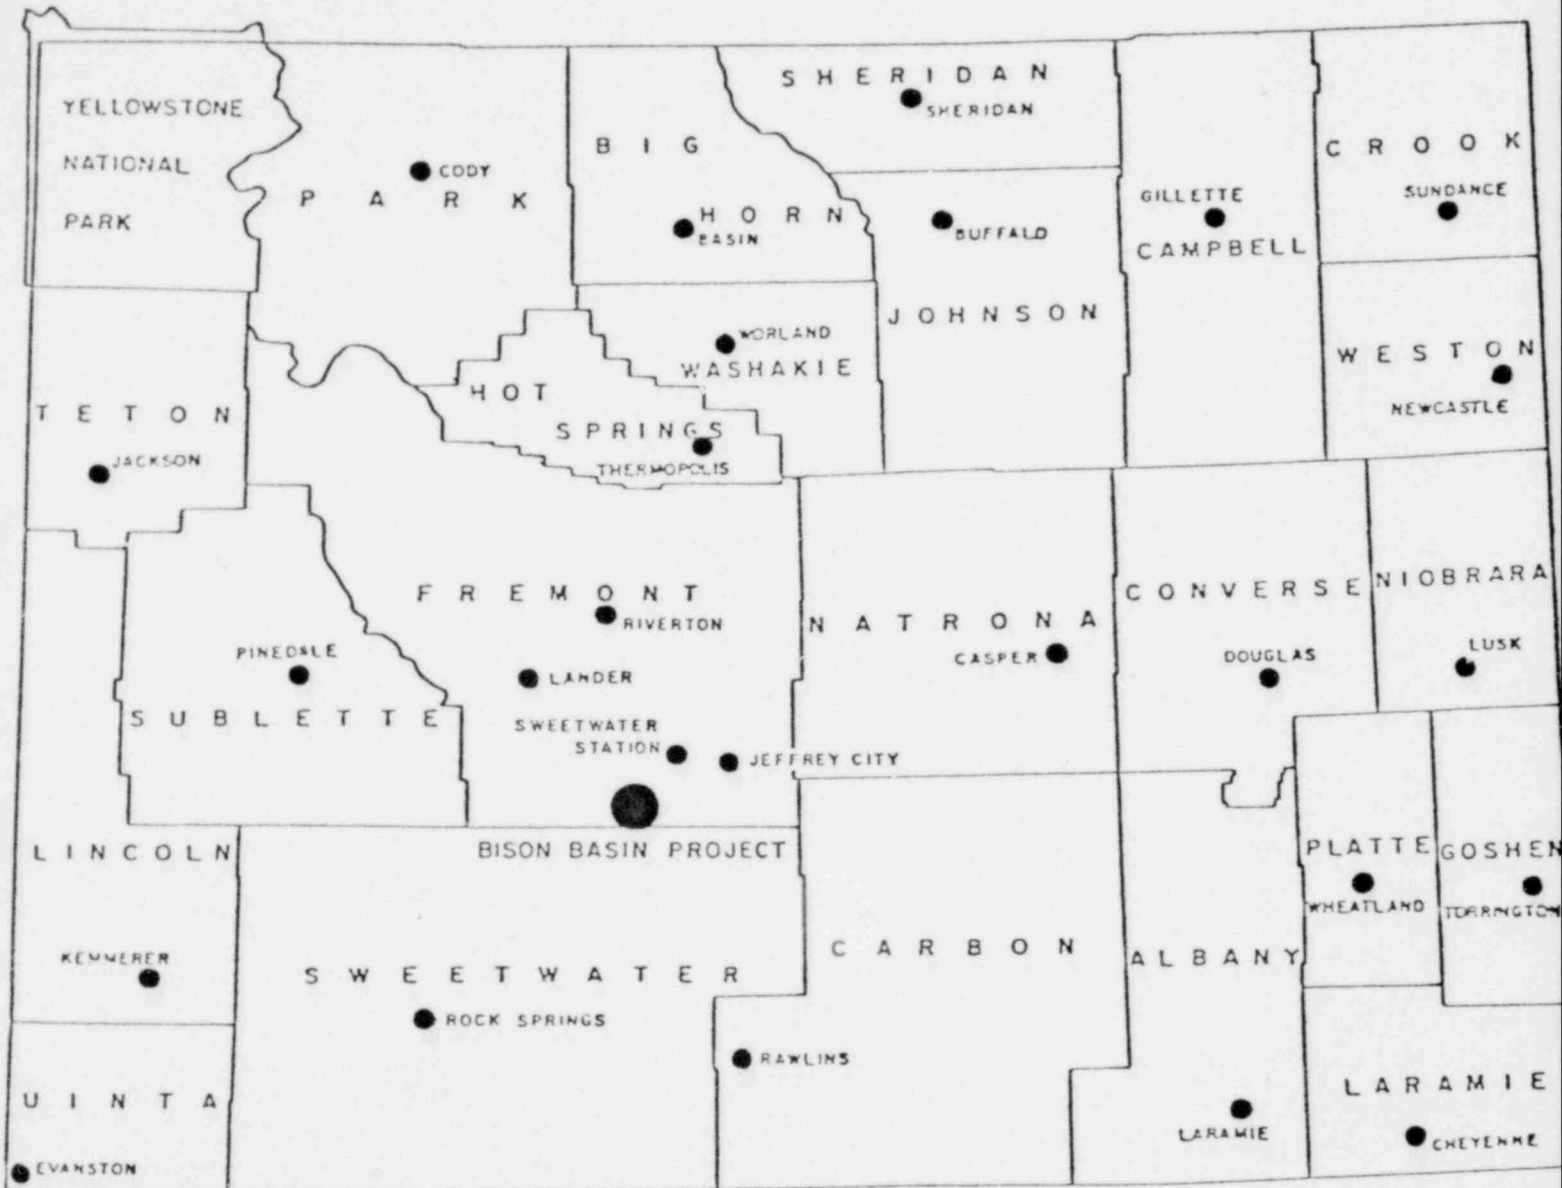 YELLOWSTONE
NATIONAL
PARK
PARK
CODY
BIG
HORN
BASIN
SHERIDAN
SHERIDAN
BUFFALO
JOHNSON
GILLETTE
CAMPBELL
CROOK
SUNDANCE
WESTON
NEWCASTLE
TETON
JACKSON
HOT
SPRINGS
THERMOPOLIS
WORLAND
WASHAKIE
FREMONT
RIVERTON
LANDER
SWEETWATER
STATION
JEFFREY CITY
PINEDALE
SUBLETTE
NATRONA
CASPER
CONVERSE
DOUGLAS
NIOBRARA
LUSK
LINCOLN
KEMMERER
BISON BASIN PROJECT
SWEETWATER
ROCK SPRINGS
CARBON
RAWLINS
ALBANY
LARAMIE
PLATTE
WHEATLAND
GOSHEN
TORRINGTON
UINTA
EVANSTON
LARAMIE
CHEYENNE